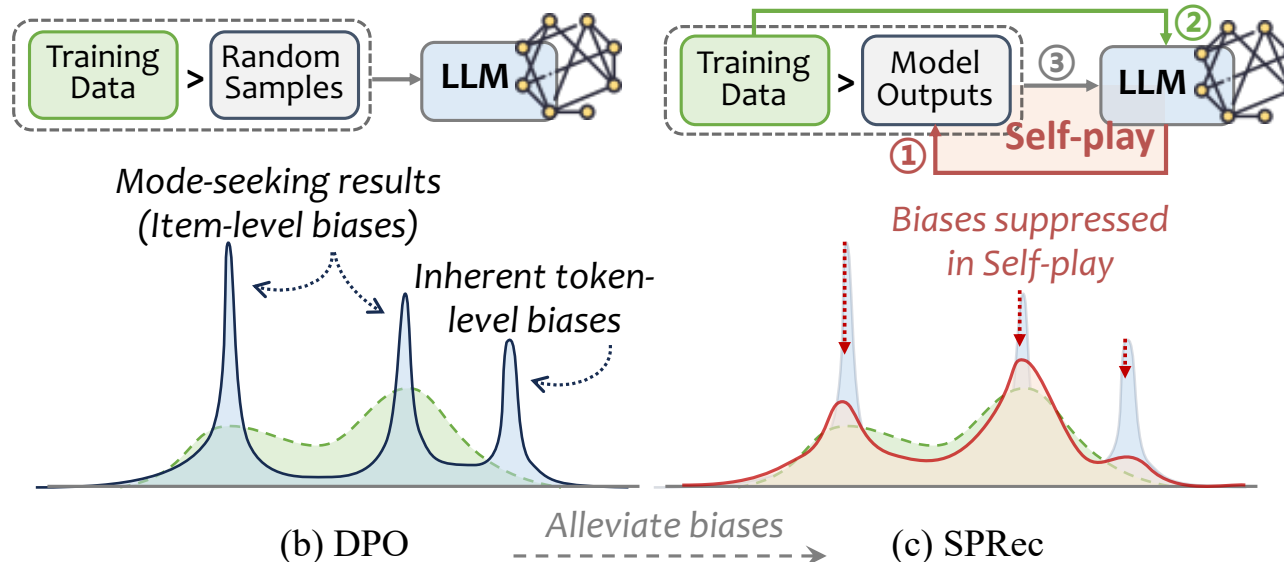 Training
Data
>
Random
Samples
LLM
Mode-seeking results
(Item-level biases)
Inherent token-
level biases
(b) DPO
Alleviate biases
②
Training
Data
>
Model
Outputs
③
LLM
①
Self-play
Biases suppressed
in Self-play
(c) SPRec